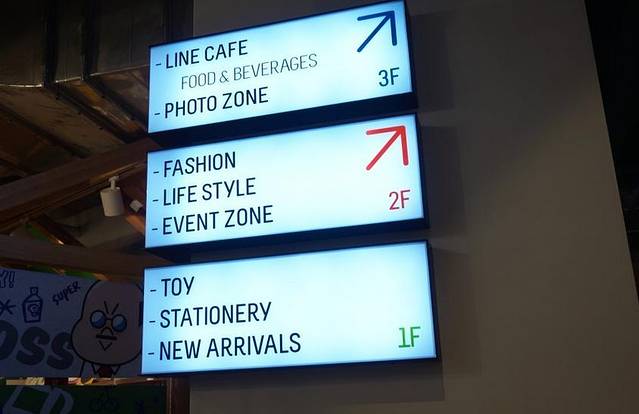 - LINE CAFE
FOOD & BEVERAGES
- PHOTO ZONE
3F
- FASHION
- LIFE STYLE
- EVENT ZONE
2F
- TOY
- STATIONERY
- NEW ARRIVALS
1F
SUPER
OSS